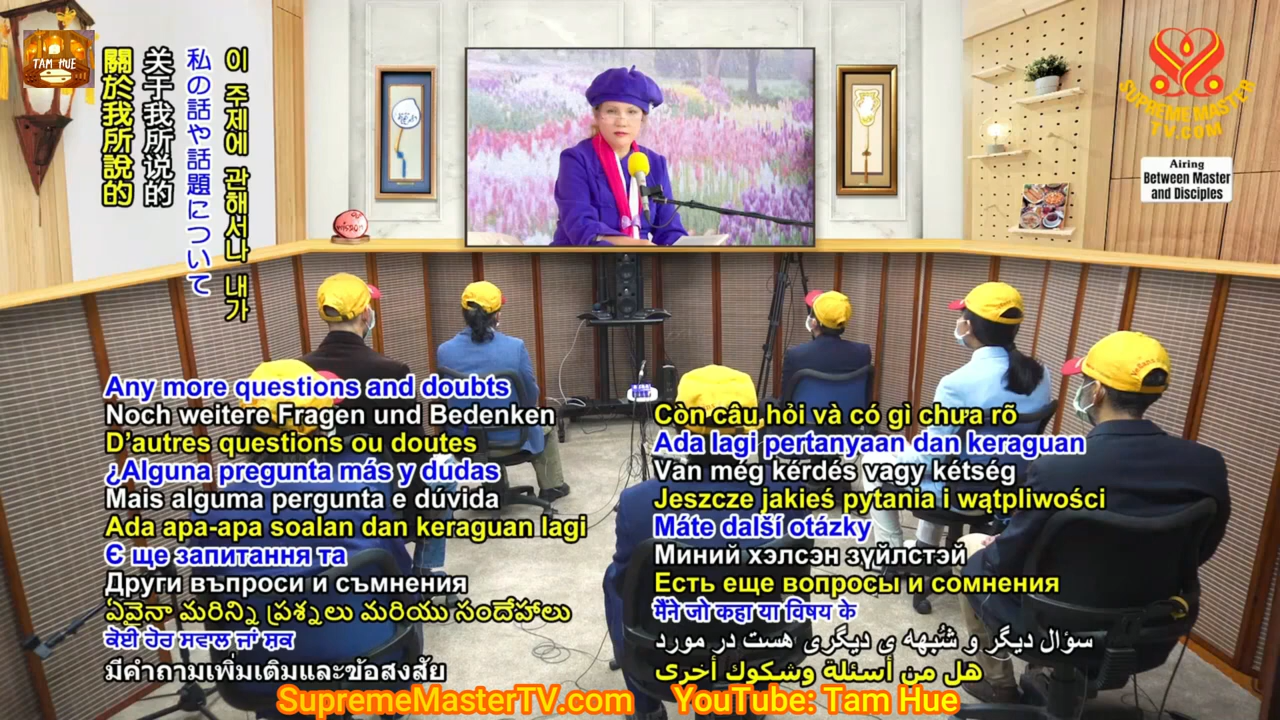 TAM HUE
關於我所說的
关于我所说的
私の話や話題について
이 주제에 관해서나 내가
SUPREME MASTER
TV.COM
Airing
Between Master
and Disciples
wisdom
Any more questions and doubts
Noch weitere Fragen und Bedenken
D’autres questions ou doutes
¿Alguna pregunta más y dudas
Mais alguma pergunta e dúvida
Ada apa-apa soalan dan keraguan lagi
Є ще запитання та
Други въпроси и съмнения
ఏవైనా మరిన్ని ప్రశ్నలు మరియు సందేహాలు
ਕੋਈ ਹੋਰ ਸਵਾਲ ਜਾਂ ਸ਼ਕ
มีคำถามเพิ่มเติมและข้อสงสัย
Còn câu hỏi và có gì chưa rõ
Ada lagi pertanyaan dan keraguan
Van még kérdés vagy kétség
Jeszcze jakieś pytania i wątpliwości
Máte další otázky
Миний хэлсэн зүйлстэй
Есть еще вопросы и сомнения
मैंने जो कहा या विषय के
سؤال دیگر و شُبهه ی دیگری هست در مورد
هل من أسئلة وشكوك أخرى
SupremeMasterTV.com
YouTube: Tam Hue